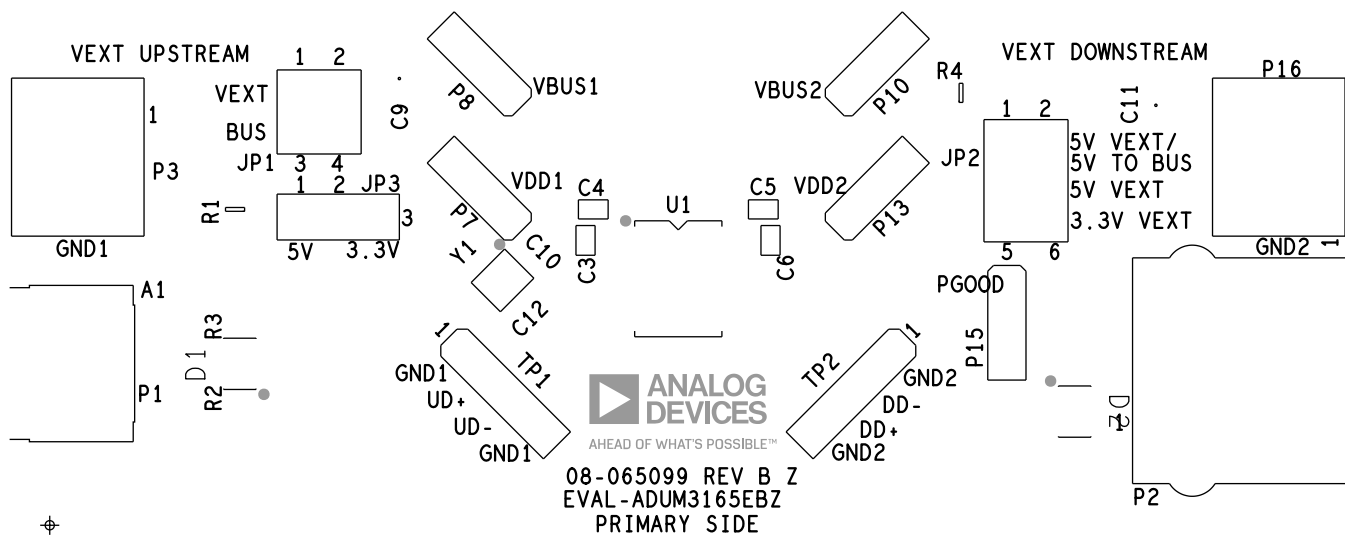 VEXT UPSTREAM
1 2
VEXT
BUS
JP1
3 4
1
P3
GND1
R1
1 2 JP3
3
5V 3.3V
C9
P8
VBUS1
P7
VDD1
Y1
C10
C12
C4
C3
U1
C5
C6
VBUS2
P10
VDD2
P13
R4
VEXT DOWNSTREAM
C11
P16
1 2
JP2
5V VEXT/
5V TO BUS
5V VEXT
3.3V VEXT
5 6
GND2
1
PGOOD
P15
A1
P1
R3
D1
R2
1
TP1
GND1
UD+
UD-
GND1
ANALOG
DEVICES
AHEAD OF WHAT'S POSSIBLE™
1
TP2
GND2
DD-
DD+
GND2
D2
1
P2
08-065099 REV B Z
EVAL-ADUM3165EBZ
PRIMARY SIDE